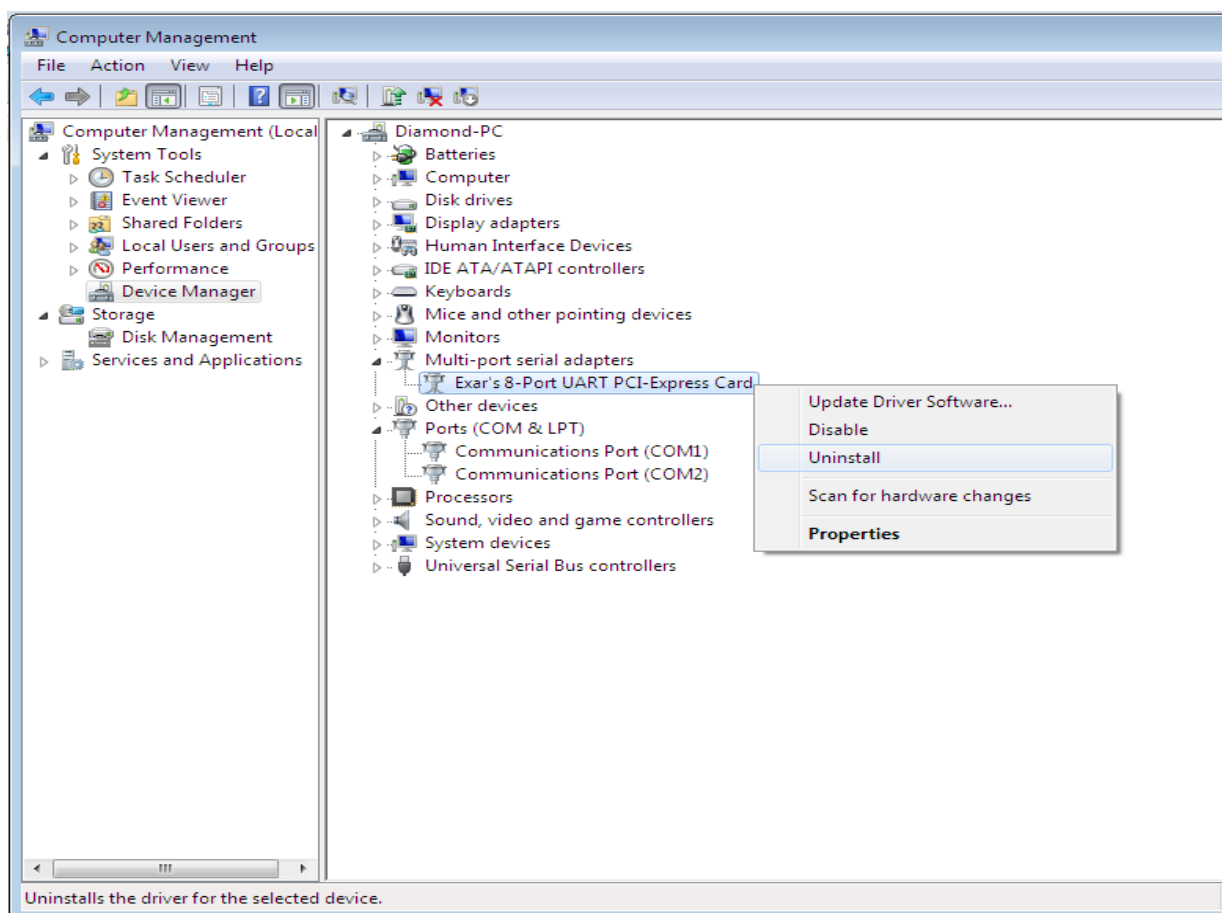 Computer Management
File Action View Help
Computer Management (Local
System Tools
Task Scheduler
Event Viewer
Shared Folders
Local Users and Groups
Performance
Device Manager
Storage
Disk Management
Services and Applications
Diamond-PC
Batteries
Computer
Disk drives
Display adapters
Human Interface Devices
IDE ATA/ATAPI controllers
Keyboards
Mice and other pointing devices
Monitors
Multi-port serial adapters
Exar's 8-Port UART PCI-Express Card
Other devices
Ports (COM & LPT)
Communications Port (COM1)
Communications Port (COM2)
Processors
Sound, video and game controllers
System devices
Universal Serial Bus controllers
Update Driver Software...
Disable
Uninstall
Scan for hardware changes
Properties
Uninstalls the driver for the selected device.